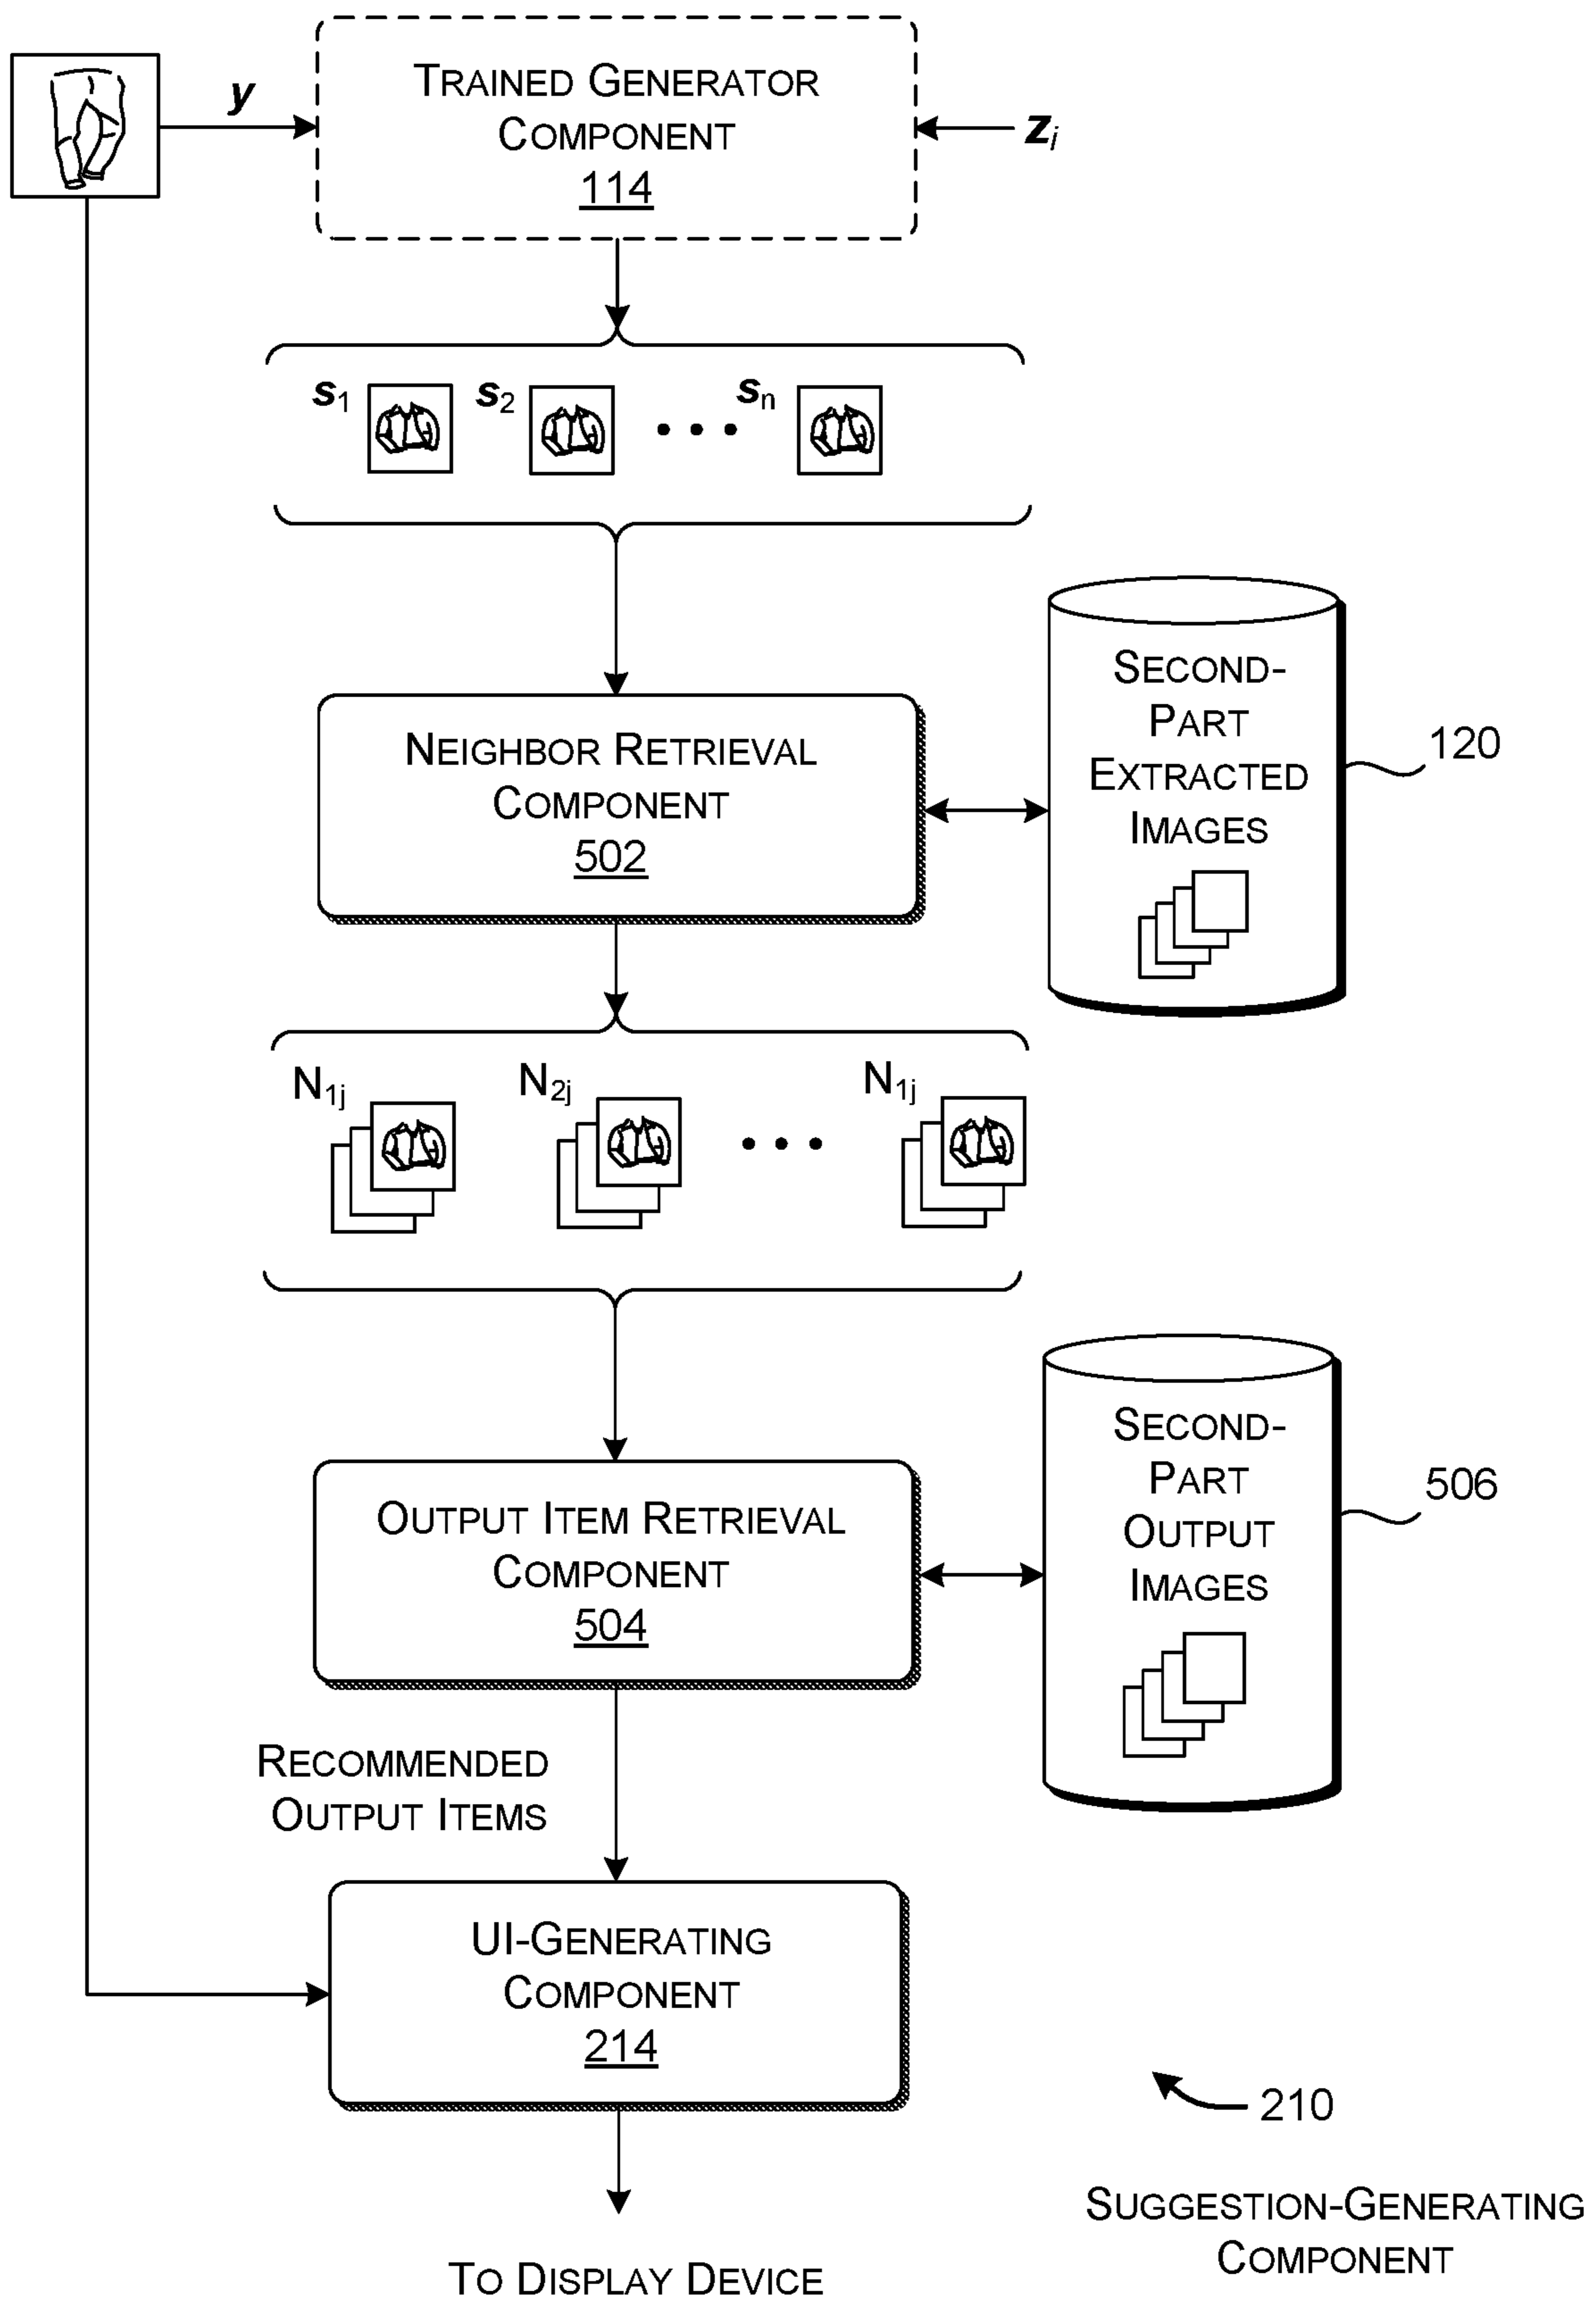 TRAINED GENERATOR
COMPONENT
114
y
z i
s1
s2
• • •
sn
NEIGHBOR RETRIEVAL
COMPONENT
502
SECOND-
PART
EXTRACTED
IMAGES
120
N1j
N2j
• • •
N1j
OUTPUT ITEM RETRIEVAL
COMPONENT
504
SECOND-
PART
OUTPUT
IMAGES
506
RECOMMENDED
OUTPUT ITEMS
UI-GENERATING
COMPONENT
214
210
SUGGESTION-GENERATING
COMPONENT
TO DISPLAY DEVICE